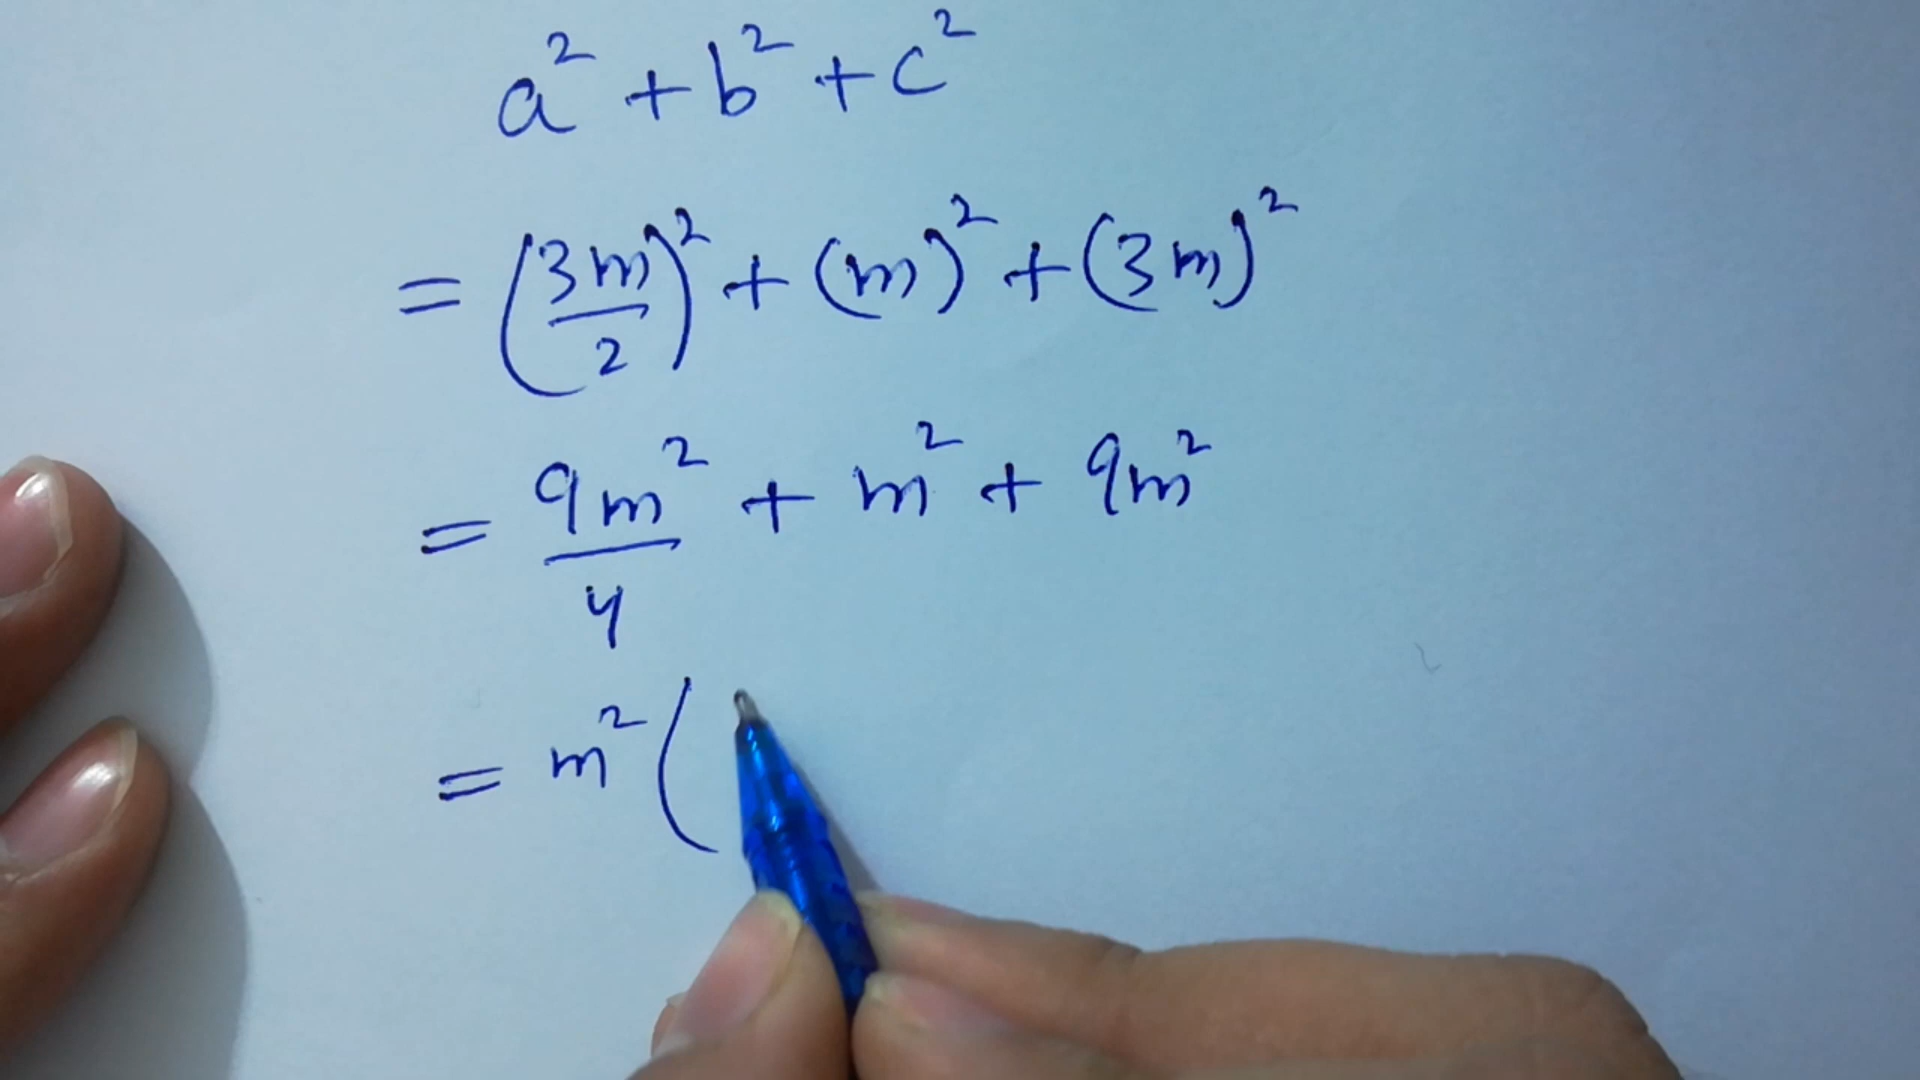 a² + b² + c²
= (3m/2)² + (m)² + (3m)²
= 9m²/4 + m² + 9m²
= m² (